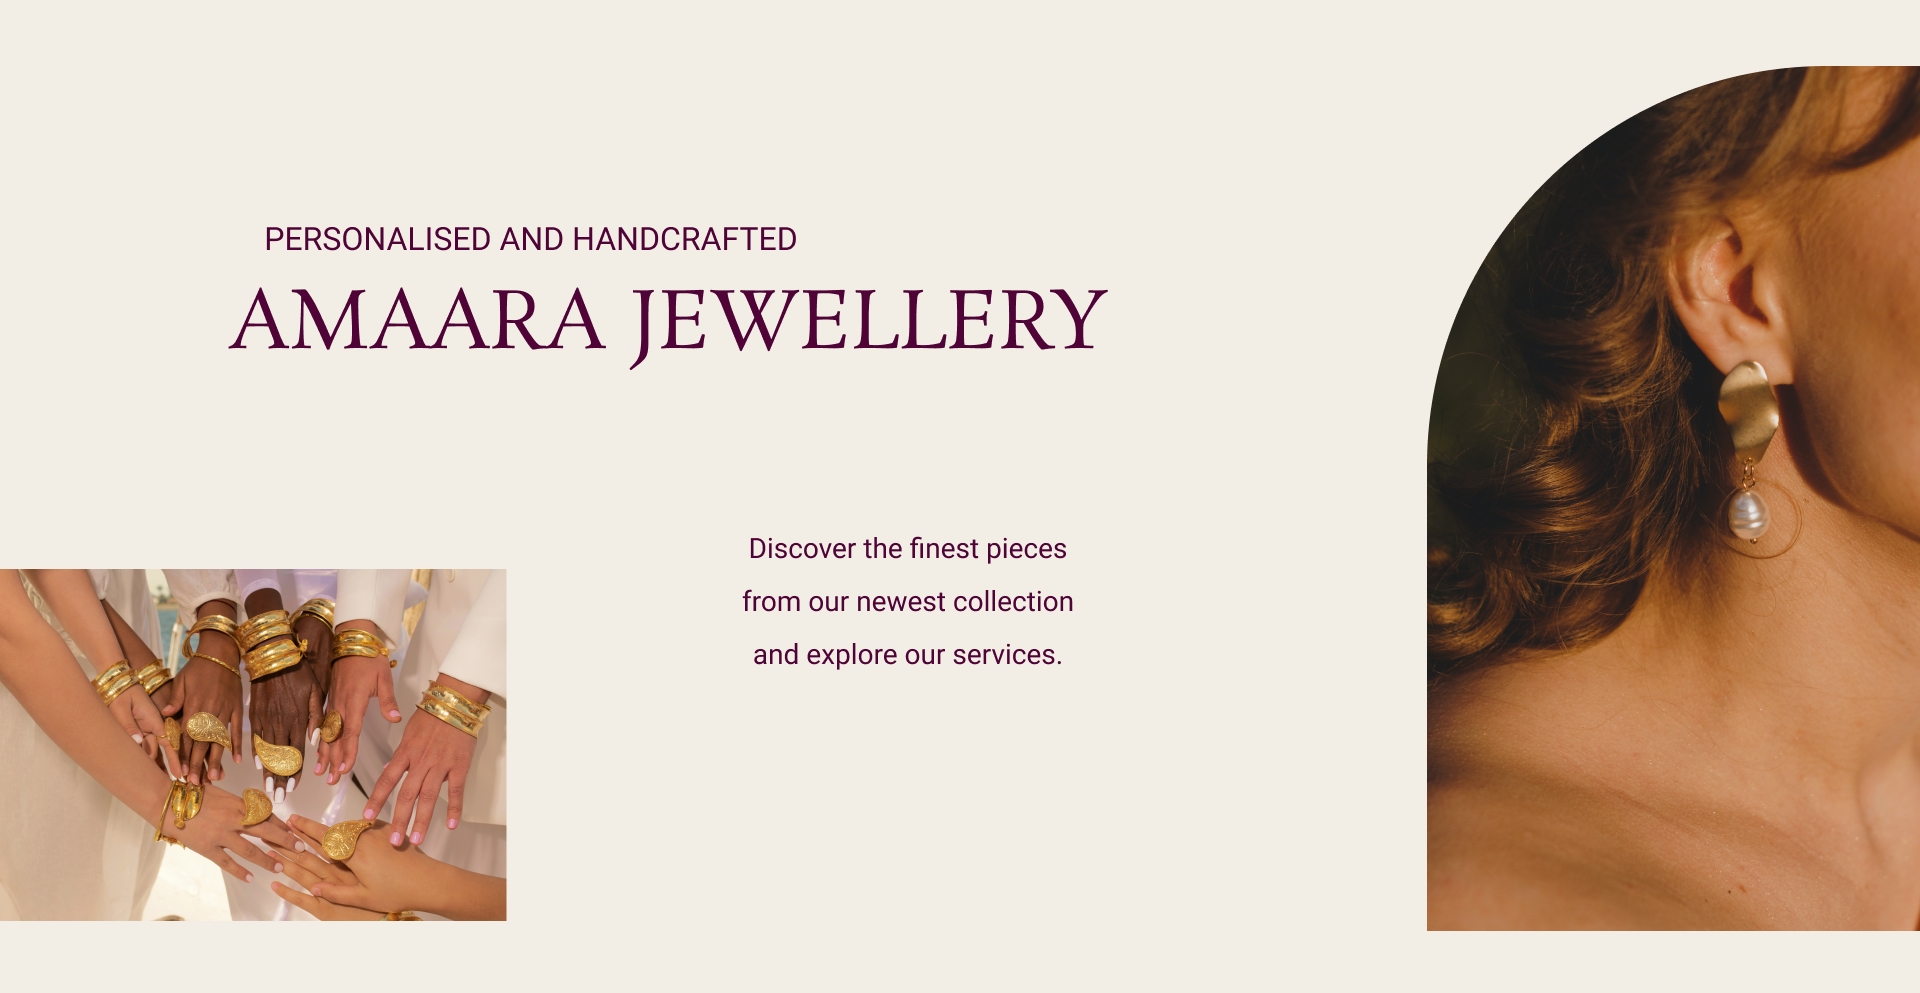 PERSONALISED AND HANDCRAFTED
AMAARA JEWELLERY
Discover the finest pieces
from our newest collection
and explore our services.